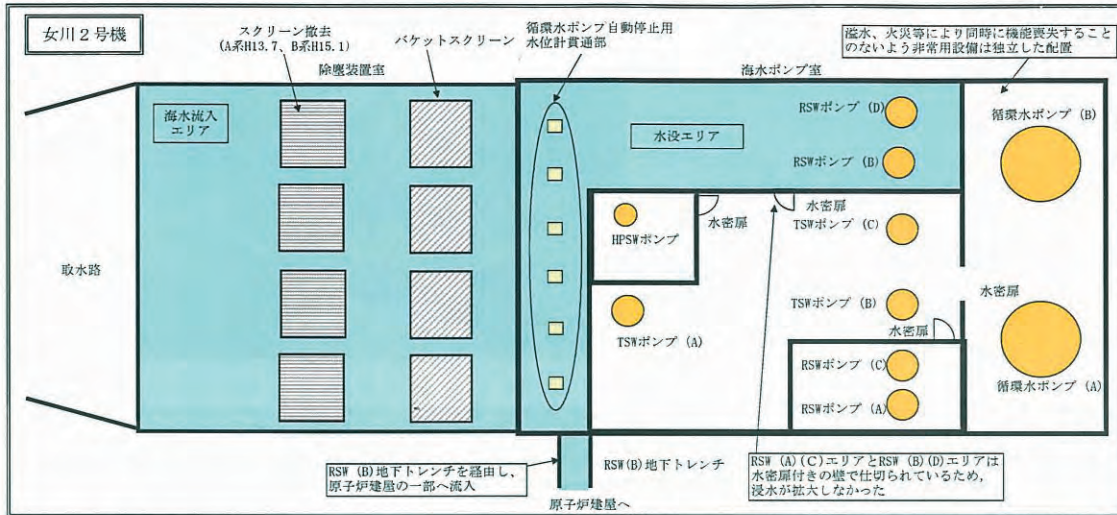 女川2号機
スクリーン撤去
(A系H13.7、B系H15.1)
バケットスクリーン
循環水ポンプ自動停止用
水位計貫通部
溢水、火災等により同時に機能喪失すること
のないよう非常用設備は独立した配置
除塵装置室
海水ポンプ室
海水流入
エリア
水没エリア
RSWポンプ (D)
循環水ポンプ (B)
RSWポンプ (B)
水密扉
水密扉
HPSWポンプ
TSWポンプ (C)
取水路
水密扉
TSWポンプ (B)
水密扉
TSWポンプ (A)
RSWポンプ (C)
循環水ポンプ (A)
RSWポンプ (A)
RSW (B)地下トレンチを経由し、
原子炉建屋の一部へ流入
RSW(B)地下トレンチ
RSW (A)(C)エリアとRSW (B)(D)エリアは
水密扉付きの壁で仕切られているため,
浸水が拡大しなかった
原子炉建屋へ